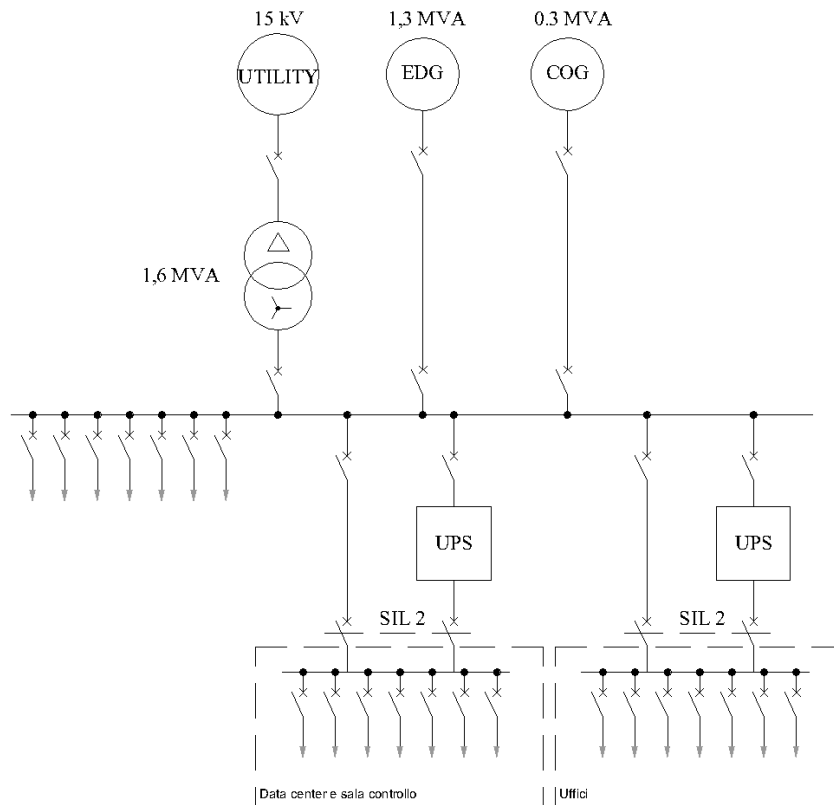 15 kV
1,3 MVA
0.3 MVA
UTILITY
EDG
COG
1,6 MVA
UPS
UPS
SIL 2
SIL 2
Data center e sala controllo
Uffici